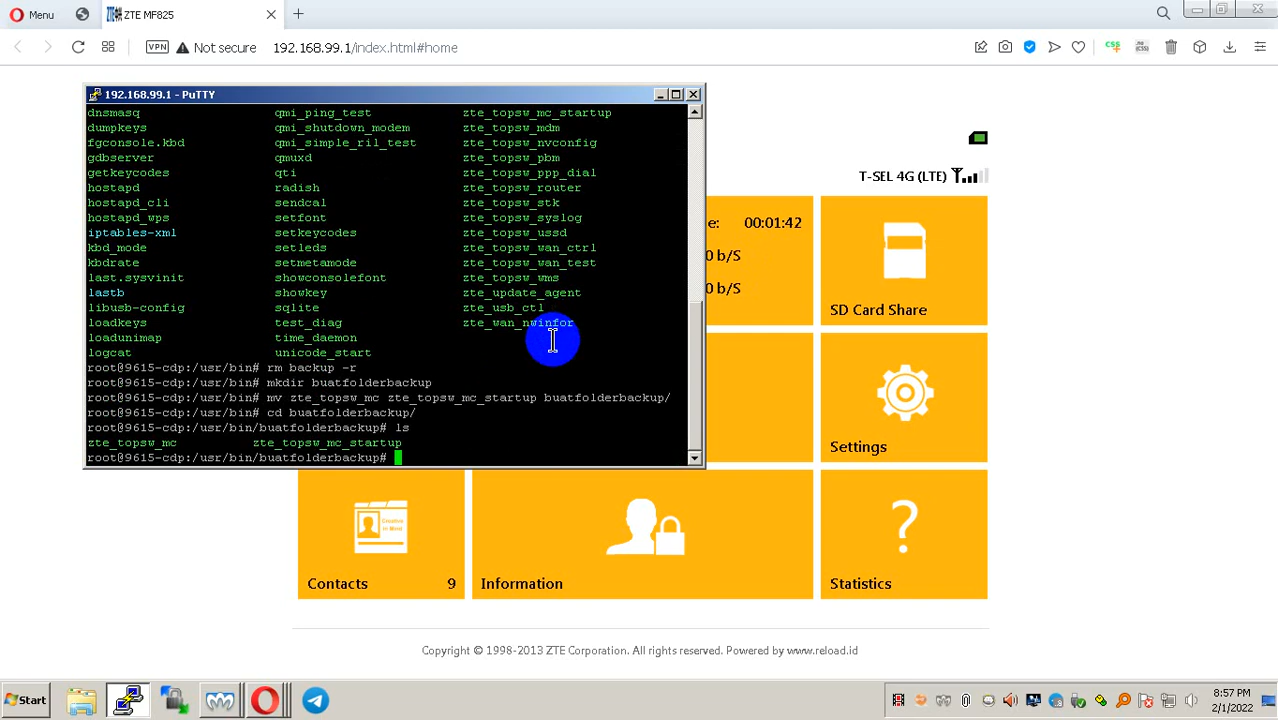 Menu
ZTE MF825
VPN
Not secure
192.168.99.1/index.html#home
css
192.168.99.1 - PuTTY
dnsmasq qmi_ping_test zte_topsw_mc_startup
dumpkeys qmi_shutdown_modem zte_topsw_mdm
fgconsole.kbd qmi_simple_ril_test zte_topsw_nvconfig
gdbserver qmuxd zte_topsw_pbm
getkeycodes qti zte_topsw_ppp_dial
hostapd radish zte_topsw_router
hostapd_cli sendcal zte_topsw_stk
hostapd_wps setfont zte_topsw_syslog
iptables-xml setkeycodes zte_topsw_ussd
kbd_mode setleds zte_topsw_wan_ctrl
kbdrate setmetamode zte_topsw_wan_test
last.sysvinit showconsolefont zte_topsw_wms
lastb showkey zte_update_agent
libusb-config sqlite zte_usb_ctl
loadkeys test_diag zte_wan_nwinfor
loadunimap time_daemon
logcat unicode_start
root@9615-cdp:/usr/bin# rm backup -r
root@9615-cdp:/usr/bin# mkdir buatfolderbackup
root@9615-cdp:/usr/bin# mv zte_topsw_mc zte_topsw_mc_startup buatfolderbackup/
root@9615-cdp:/usr/bin# cd buatfolderbackup/
root@9615-cdp:/usr/bin/buatfolderbackup# ls
zte_topsw_mc zte_topsw_mc_startup
root@9615-cdp:/usr/bin/buatfolderbackup#
T-SEL 4G (LTE)
e: 00:01:42
0 b/S
0 b/S
SD Card Share
Settings
Contacts 9
Information
Statistics
Copyright © 1998-2013 ZTE Corporation. All rights reserved. Powered by www.reload.id
Start
8:57 PM
2/1/2022